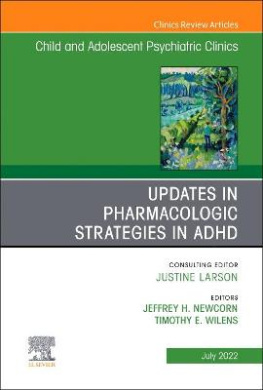 Clinics Review Articles
Child and Adolescent Psychiatric Clinics
UPDATES IN
PHARMACOLOGIC
STRATEGIES IN ADHD
CONSULTING EDITOR
JUSTINE LARSON
EDITORS
JEFFREY H. NEWCORN
TIMOTHY E. WILENS
ELSEVIER
July 2022